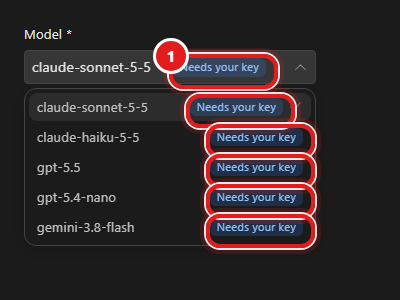 Model *
1
claude-sonnet-5-5 Needs your key
claude-sonnet-5-5 Needs your key
claude-haiku-5-5 Needs your key
gpt-5.5 Needs your key
gpt-5.4-nano Needs your key
gemini-3.8-flash Needs your key